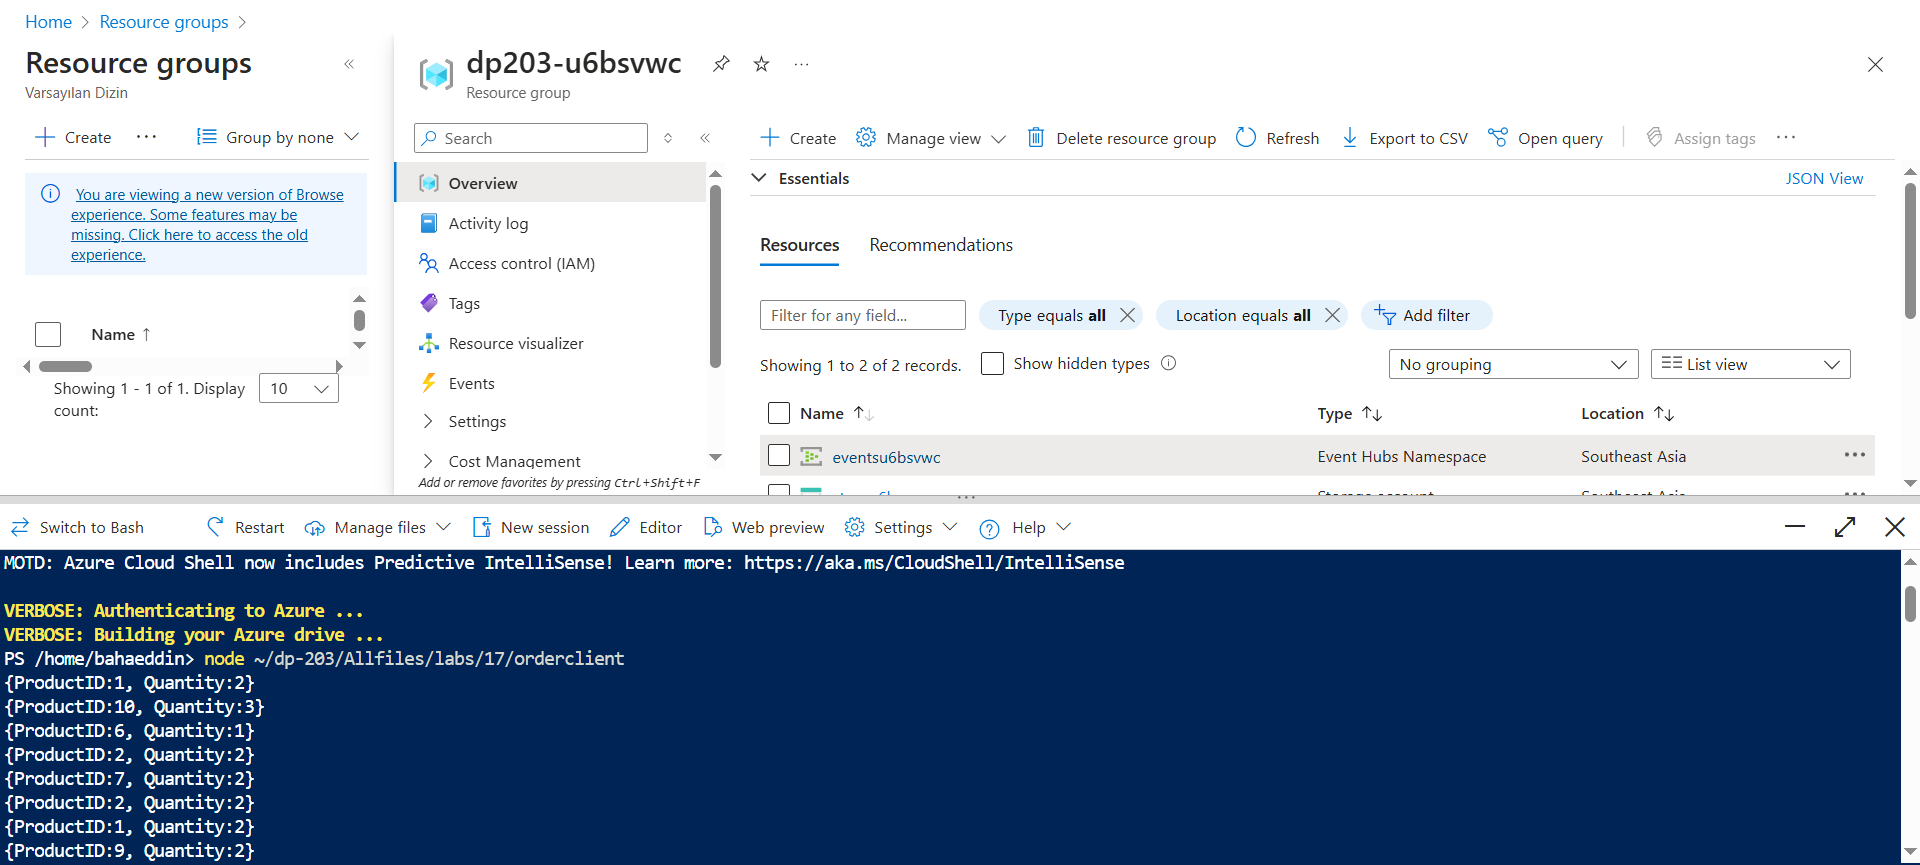 Home > Resource groups >
Resource groups «
Varsayılan Dizin
+ Create ··· Group by none
You are viewing a new version of Browse
experience. Some features may be
missing. Click here to access the old
experience.
Name ↑
Showing 1 - 1 of 1. Display
count:
10
dp203-u6bsvwc ···
Resource group
Search «
Overview
Activity log
Access control (IAM)
Tags
Resource visualizer
Events
Settings
Cost Management
Add or remove favorites by pressing Ctrl+Shift+F
+ Create Manage view Delete resource group Refresh Export to CSV Open query Assign tags ···
Essentials JSON View
Resources Recommendations
Filter for any field... Type equals all Location equals all Add filter
Showing 1 to 2 of 2 records. Show hidden types No grouping List view
Name ↑↓ Type ↑↓ Location ↑↓
eventsu6bsvwc Event Hubs Namespace Southeast Asia ···
Storage account Southeast Asia ···
Switch to Bash Restart Manage files New session Editor Web preview Settings Help
MOTD: Azure Cloud Shell now includes Predictive IntelliSense! Learn more: https://aka.ms/CloudShell/IntelliSense
VERBOSE: Authenticating to Azure ...
VERBOSE: Building your Azure drive ...
PS /home/bahaeddin> node ~/dp-203/Allfiles/labs/17/orderclient
{ProductID:1, Quantity:2}
{ProductID:10, Quantity:3}
{ProductID:6, Quantity:1}
{ProductID:2, Quantity:2}
{ProductID:7, Quantity:2}
{ProductID:2, Quantity:2}
{ProductID:1, Quantity:2}
{ProductID:9, Quantity:2}